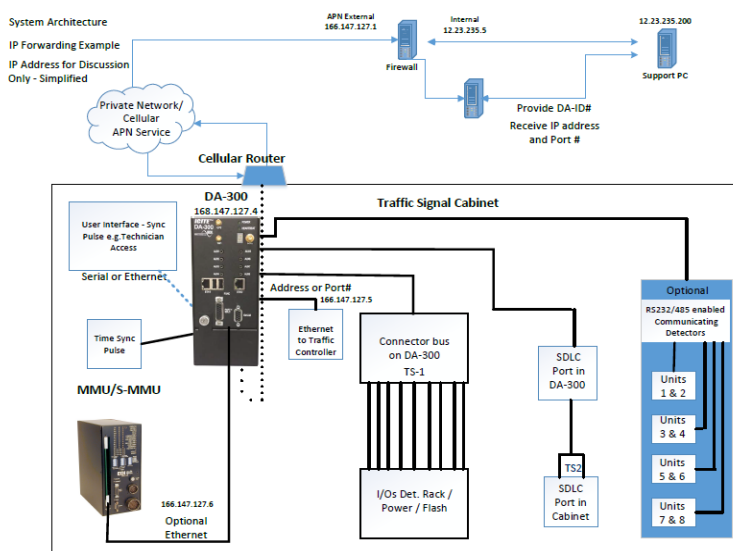 System Architecture
IP Forwarding Example
IP Address for Discussion
Only - Simplified
APN External
166.147.127.1
Internal
12.23.235.5
12.23.235.200
Firewall
Support PC
Private Network/
Cellular
APN Service
Provide DA-ID#
Receive IP address
and Port #
Cellular Router
DA-300
168.147.127.4
Traffic Signal Cabinet
User Interface - Sync
Pulse e.g.Technician
Access
Serial or Ethernet
DA-300
Address or Port#
166.147.127.5
Time Sync
Pulse
Ethernet
to Traffic
Controller
Connector bus
on DA-300
TS-1
SDLC
Port in
DA-300
Optional
RS232/485 enabled
Communicating
Detectors
Units
1 & 2
Units
3 & 4
Units
5 & 6
Units
7 & 8
MMU/S-MMU
166.147.127.6
Optional
Ethernet
I/Os Det. Rack /
Power / Flash
TS2
SDLC
Port in
Cabinet